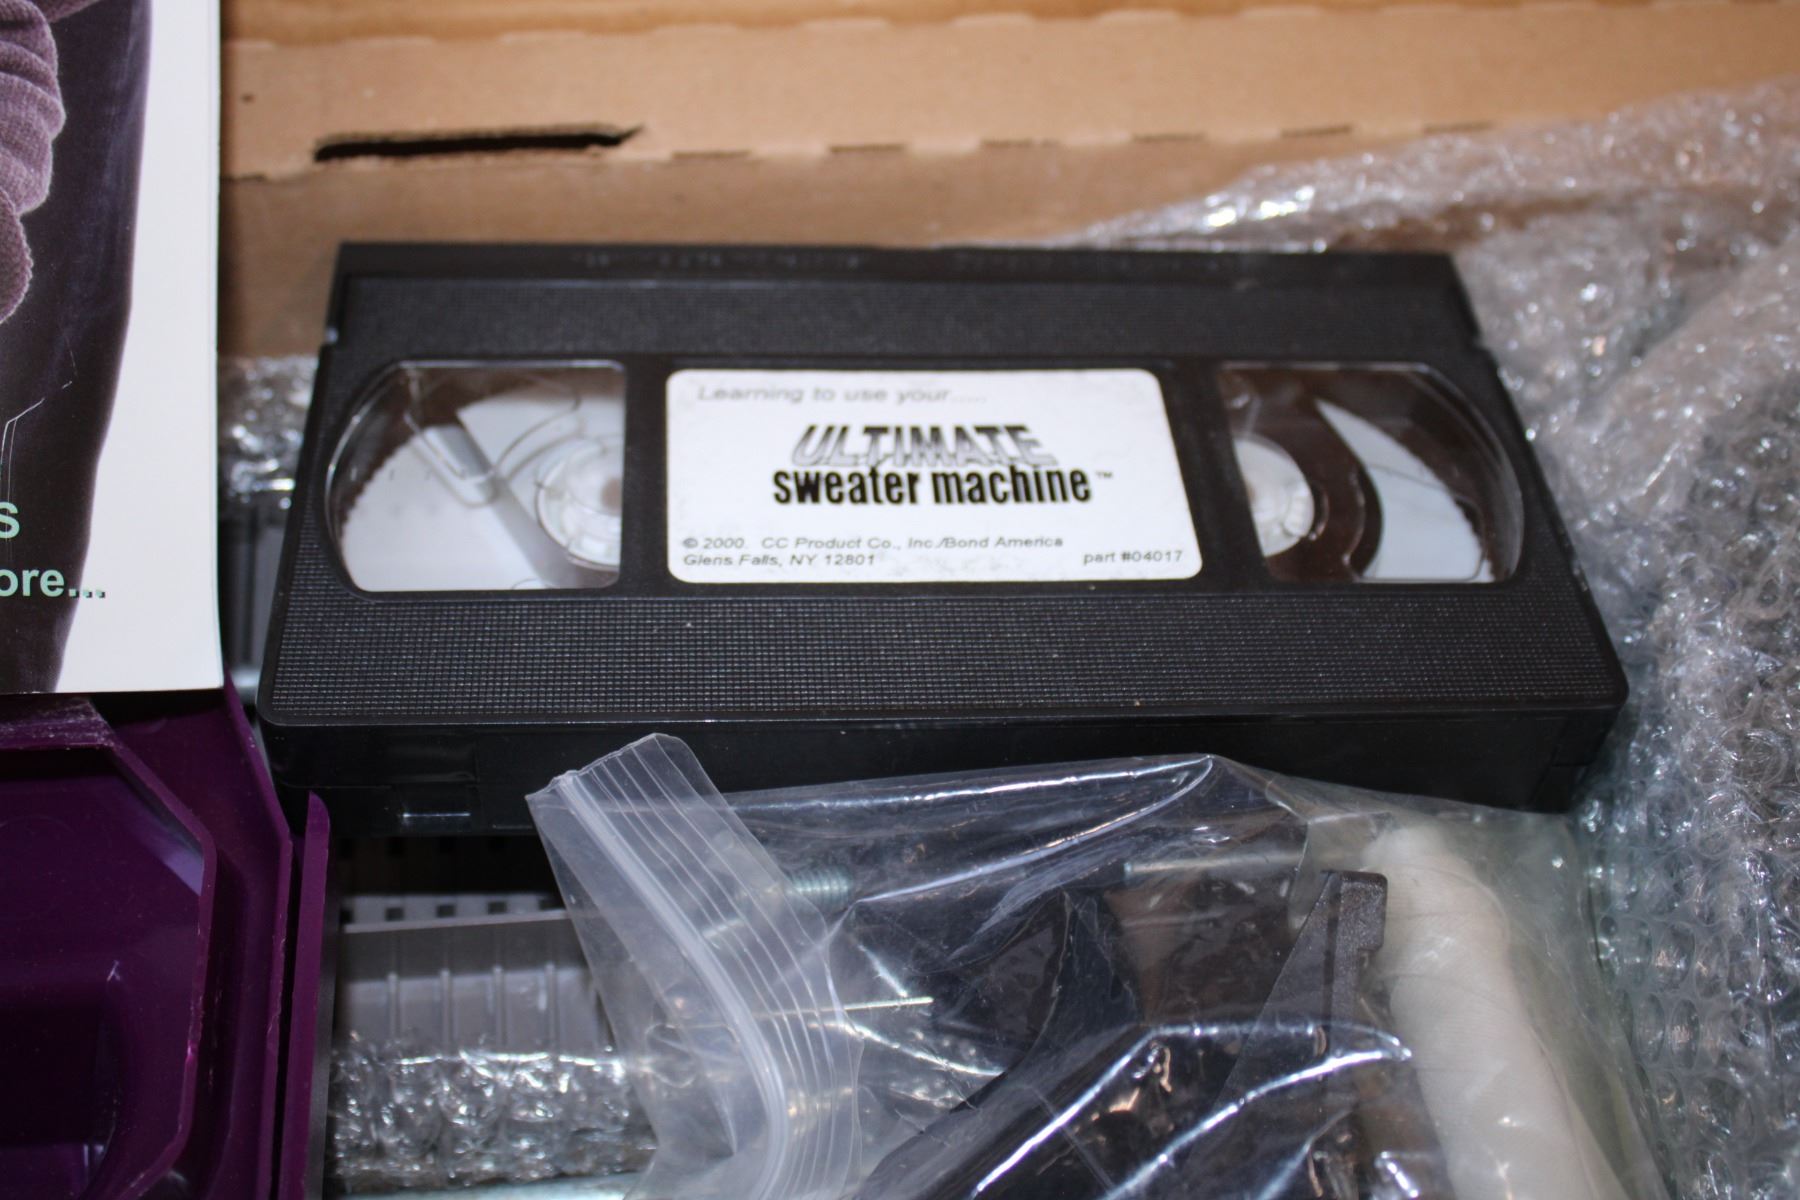 Learning to use your.....
ULTIMATE
sweater machine™
© 2000. CC Product Co., Inc./Bond America
Glens Falls, NY 12801
part #04017
s
ore...